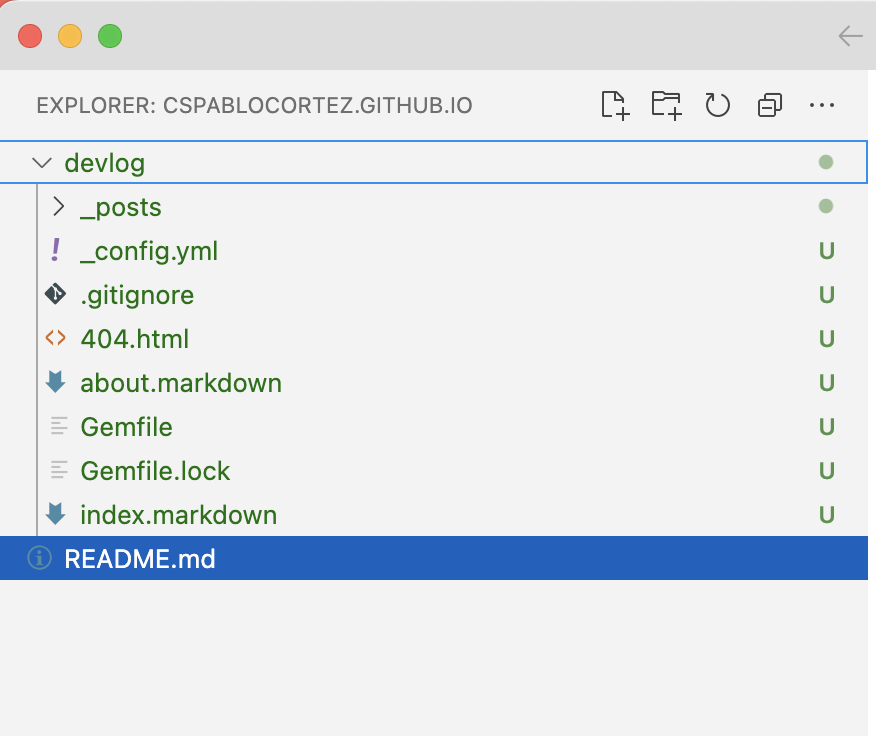 EXPLORER: CSPABLOCORTEZ.GITHUB.IO
devlog
_posts
_config.yml U
.gitignore U
404.html U
about.markdown U
Gemfile U
Gemfile.lock U
index.markdown U
README.md